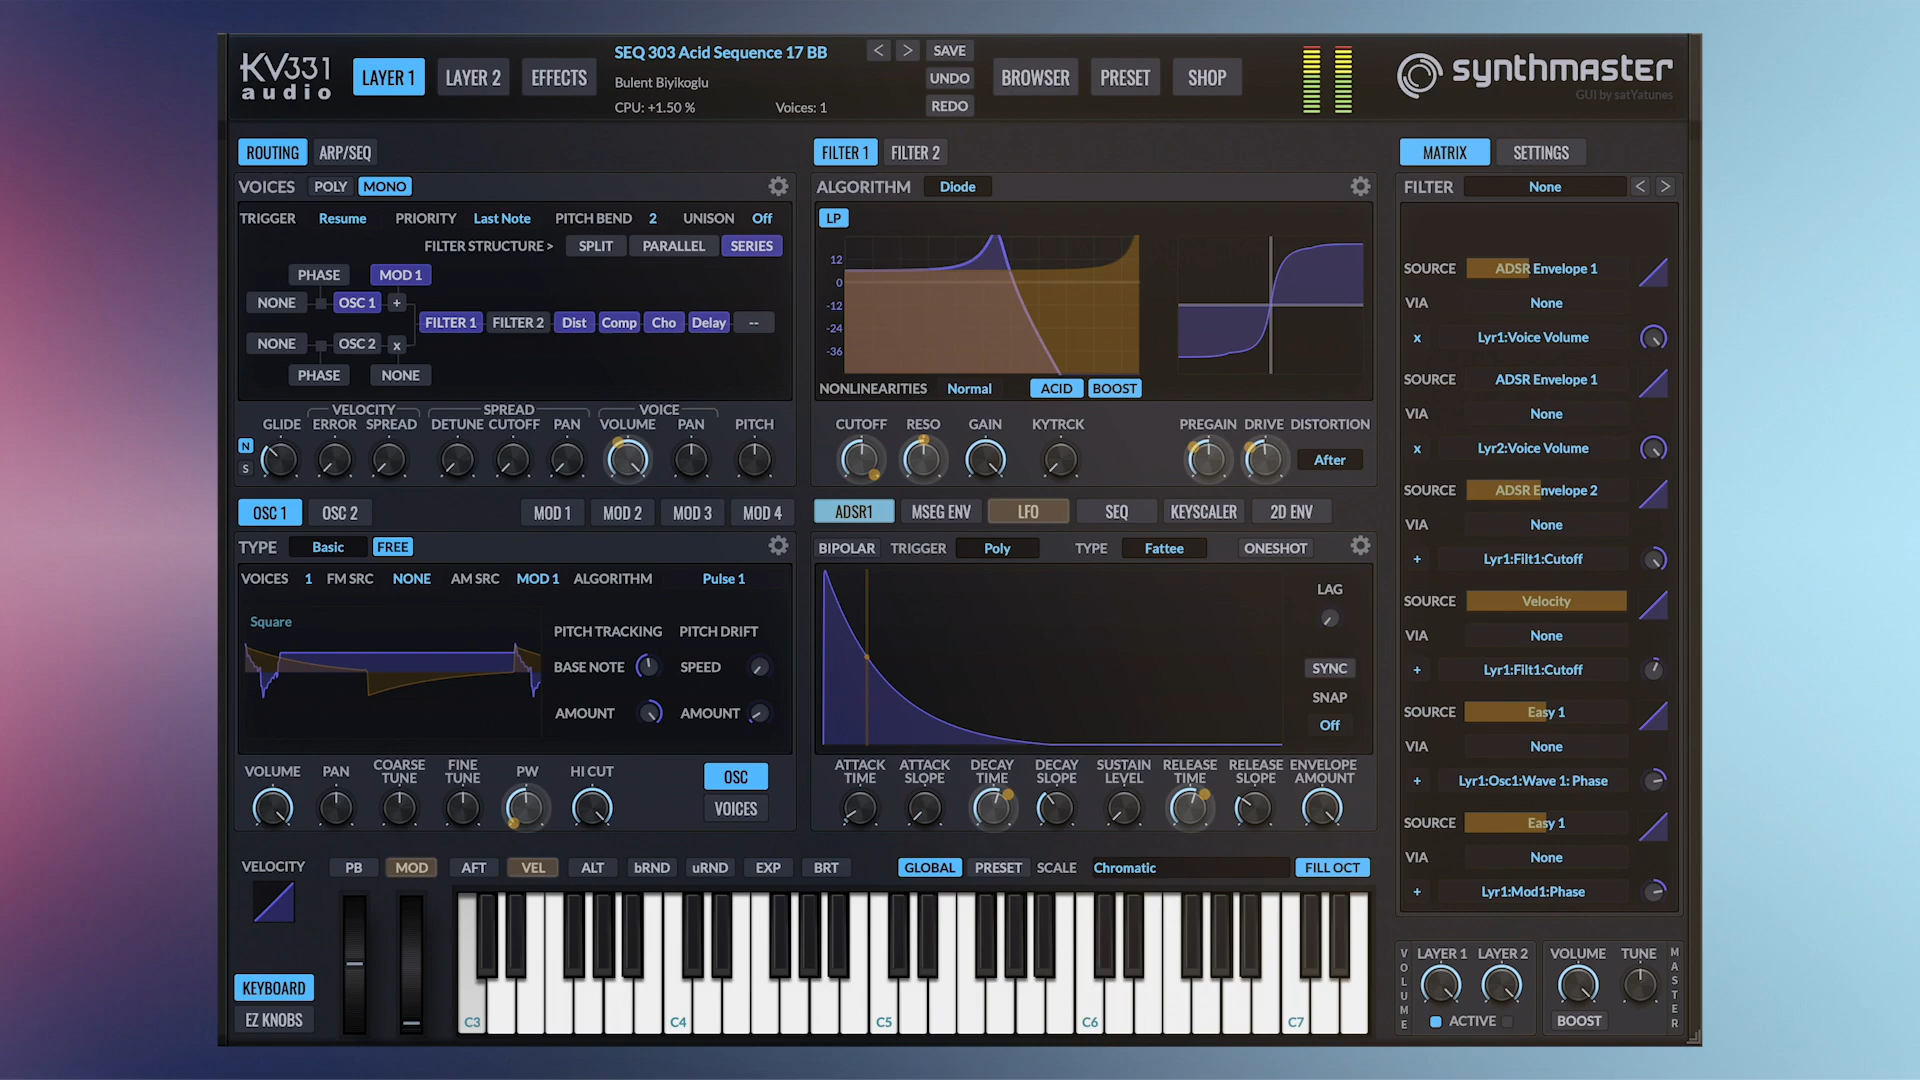 KV331
audio
LAYER 1
LAYER 2
EFFECTS
SEQ 303 Acid Sequence 17 BB
Bulent Biyikoglu
CPU: +1.50 %
Voices: 1
<
>
SAVE
UNDO
REDO
BROWSER
PRESET
SHOP
synthmaster
GUI by satYatunes
ROUTING
ARP/SEQ
VOICES
POLY
MONO
TRIGGER Resume PRIORITY Last Note PITCH BEND 2 UNISON Off
FILTER STRUCTURE > SPLIT PARALLEL SERIES
PHASE MOD 1
NONE OSC 1 +
FILTER 1 FILTER 2 Dist Comp Cho Delay --
NONE OSC 2 x
PHASE NONE
VELOCITY SPREAD VOICE
GLIDE ERROR SPREAD DETUNE CUTOFF PAN VOLUME PAN PITCH
N
S
FILTER 1
FILTER 2
ALGORITHM Diode
LP
12
0
-12
-24
-36
NONLINEARITIES Normal ACID BOOST
CUTOFF RESO GAIN KYTRCK PREGAIN DRIVE DISTORTION
After
OSC 1 OSC 2 MOD 1 MOD 2 MOD 3 MOD 4
TYPE Basic FREE
VOICES 1 FM SRC NONE AM SRC MOD 1 ALGORITHM Pulse 1
Square
PITCH TRACKING PITCH DRIFT
BASE NOTE SPEED
AMOUNT AMOUNT
VOLUME PAN COARSE TUNE FINE TUNE PW HI CUT
OSC
VOICES
ADSR1 MSEG ENV LFO SEQ KEYSCALER 2D ENV
BIPOLAR TRIGGER Poly TYPE Fattee ONESHOT
LAG
SYNC
SNAP
Off
ATTACK TIME ATTACK SLOPE DECAY TIME DECAY SLOPE SUSTAIN LEVEL RELEASE TIME RELEASE SLOPE ENVELOPE AMOUNT
MATRIX
SETTINGS
FILTER None < >
SOURCE ADSR Envelope 1
VIA None
x Lyr1:Voice Volume
SOURCE ADSR Envelope 1
VIA None
x Lyr2:Voice Volume
SOURCE ADSR Envelope 2
VIA None
+ Lyr1:Filt1:Cutoff
SOURCE Velocity
VIA None
+ Lyr1:Filt1:Cutoff
SOURCE Easy 1
VIA None
+ Lyr1:Osc1:Wave 1: Phase
SOURCE Easy 1
VIA None
+ Lyr1:Mod1:Phase
VELOCITY PB MOD AFT VEL ALT bRND uRND EXP BRT GLOBAL PRESET SCALE Chromatic FILL OCT
KEYBOARD
EZ KNOBS
C3 C4 C5 C6 C7
VOLUME
LAYER 1 LAYER 2
ACTIVE
VOLUME TUNE
BOOST
MASTER